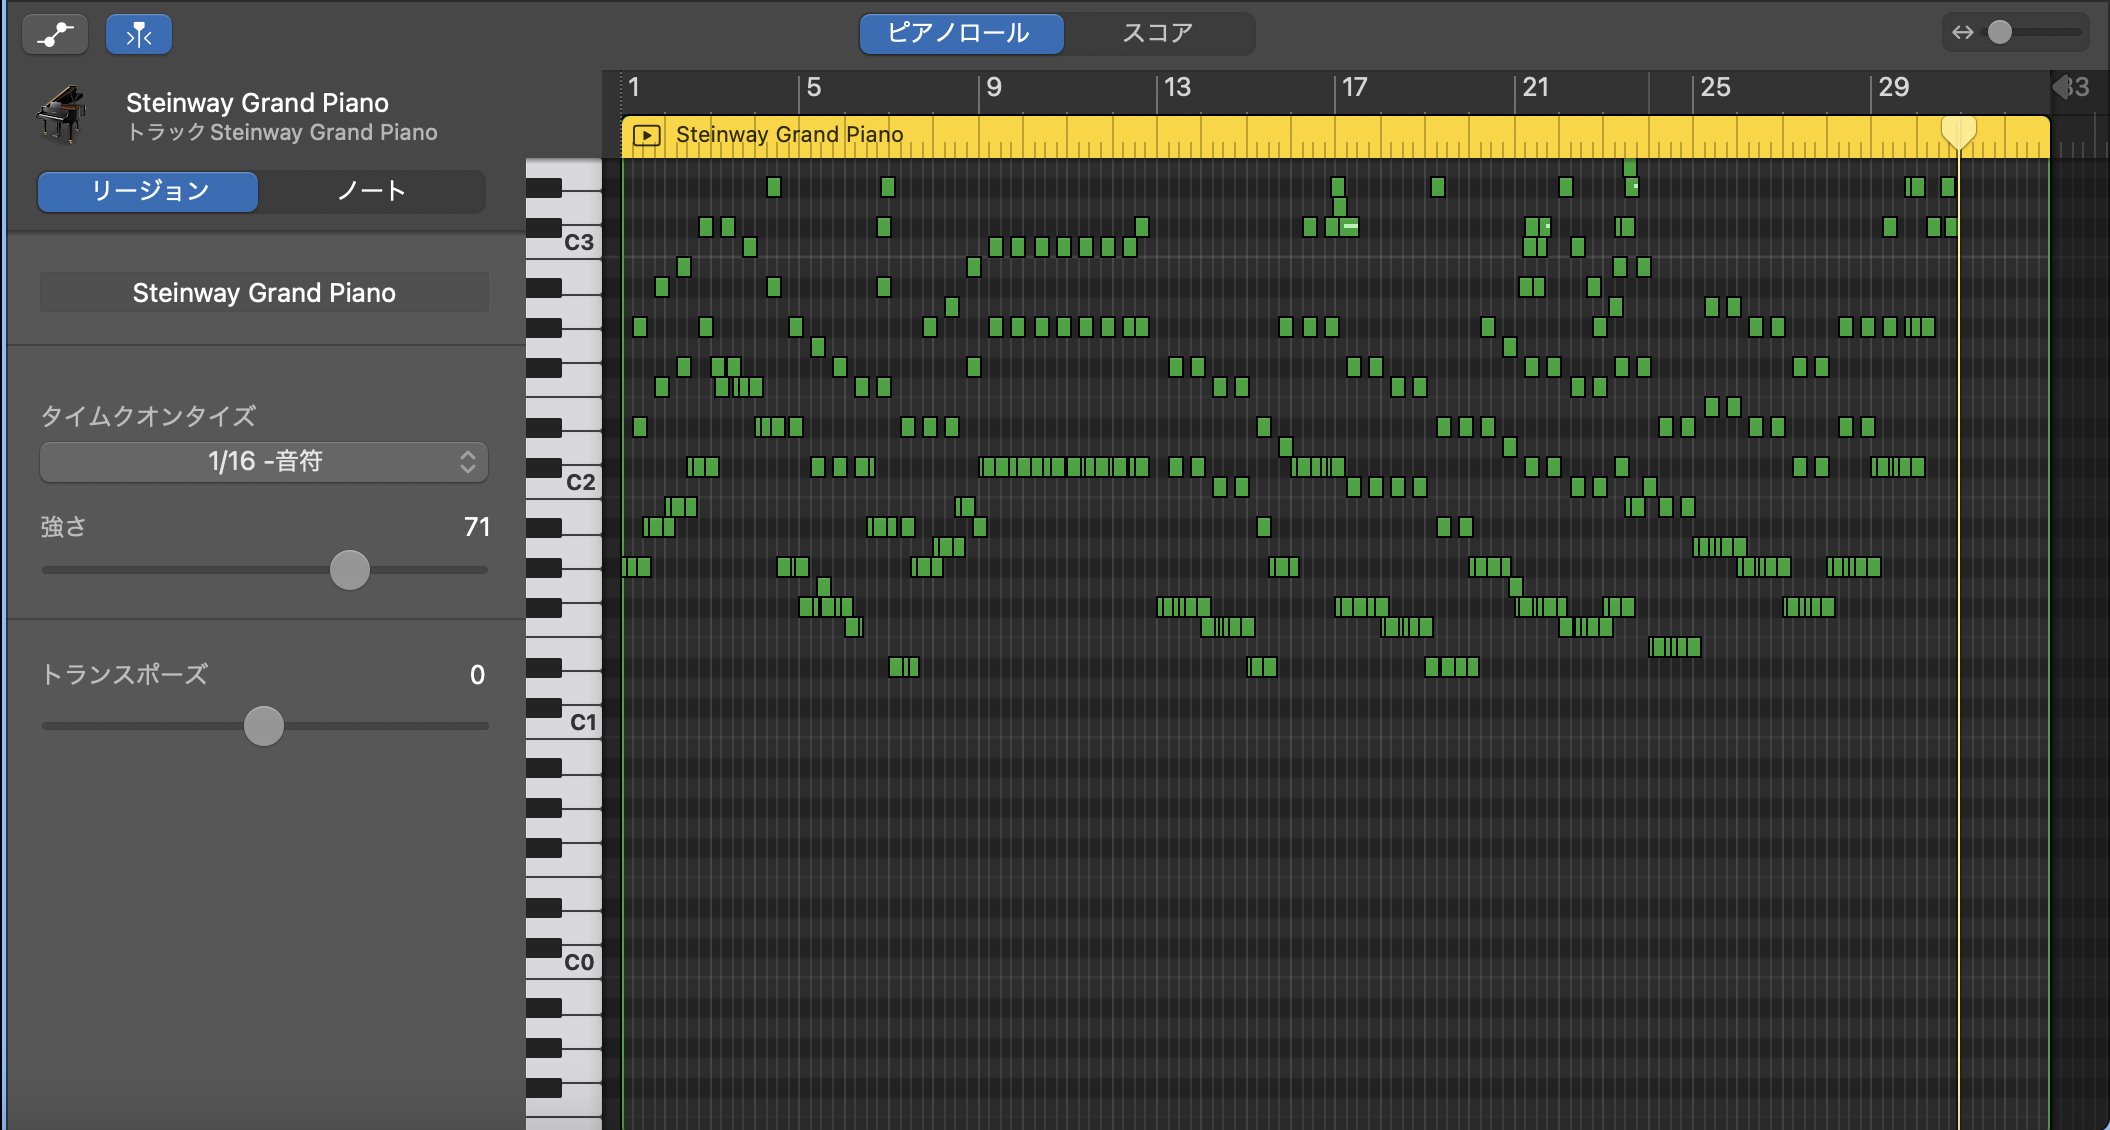 ピアノロール
スコア
Steinway Grand Piano
トラック Steinway Grand Piano
リージョン
ノート
Steinway Grand Piano
タイムクオンタイズ
1/16 -音符
強さ 71
トランスポーズ 0
1 5 9 13 17 21 25 29 33
Steinway Grand Piano
C3
C2
C1
C0